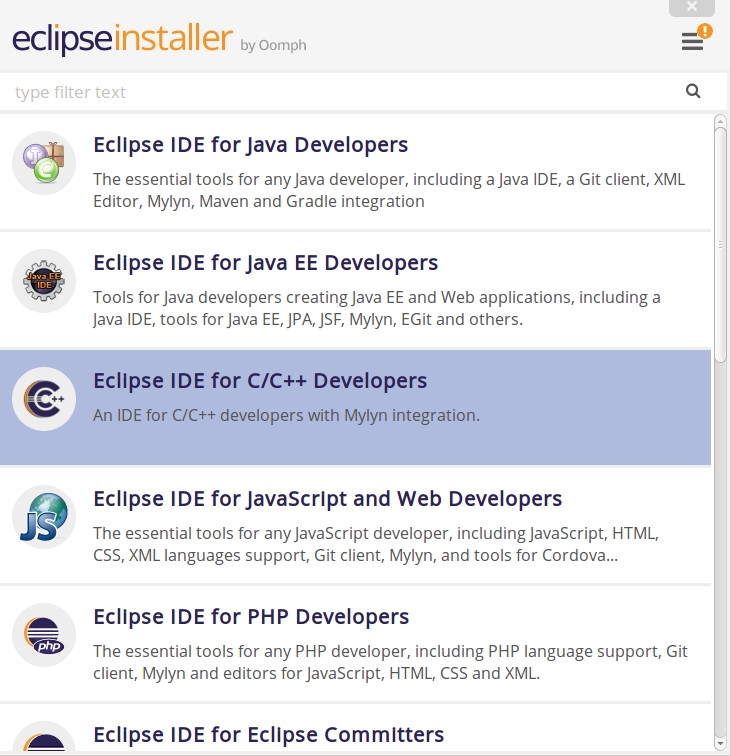 eclipseinstaller by Oomph
!
type filter text
Eclipse IDE for Java Developers
The essential tools for any Java developer, including a Java IDE, a Git client, XML
Editor, Mylyn, Maven and Gradle integration
Java EE
IDE
Eclipse IDE for Java EE Developers
Tools for Java developers creating Java EE and Web applications, including a
Java IDE, tools for Java EE, JPA, JSF, Mylyn, EGit and others.
C++
Eclipse IDE for C/C++ Developers
An IDE for C/C++ developers with Mylyn integration.
JS
Eclipse IDE for JavaScript and Web Developers
The essential tools for any JavaScript developer, including JavaScript, HTML,
CSS, XML languages support, Git client, Mylyn, and tools for Cordova...
php
Eclipse IDE for PHP Developers
The essential tools for any PHP developer, including PHP language support, Git
client, Mylyn and editors for JavaScript, HTML, CSS and XML.
Eclipse IDE for Eclipse Committers